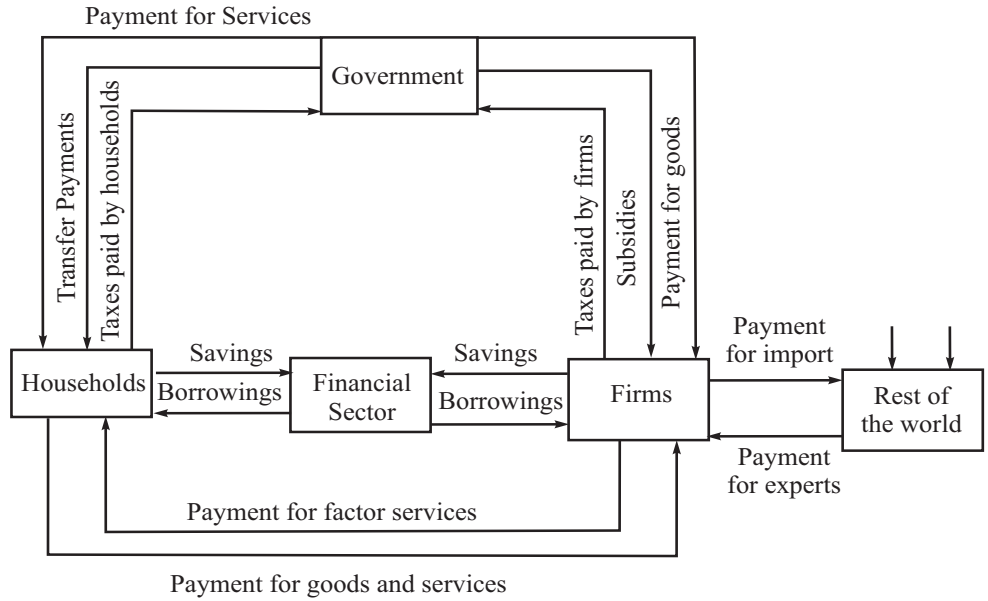 Payment for Services
Government
Transfer Payments
Taxes paid by households
Taxes paid by firms
Subsidies
Payment for goods
Households
Savings
Borrowings
Financial
Sector
Savings
Borrowings
Firms
Payment
for import
Rest of
the world
Payment
for experts
Payment for factor services
Payment for goods and services